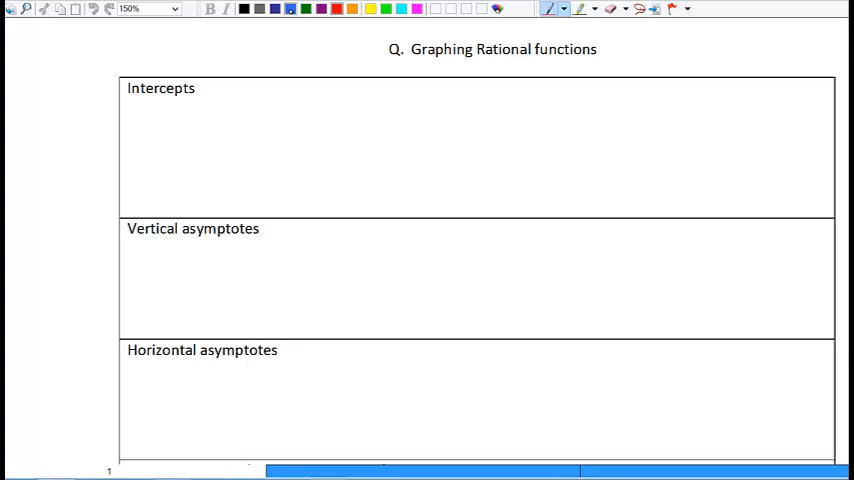 150%
B I
Q. Graphing Rational functions
Intercepts
Vertical asymptotes
Horizontal asymptotes
1